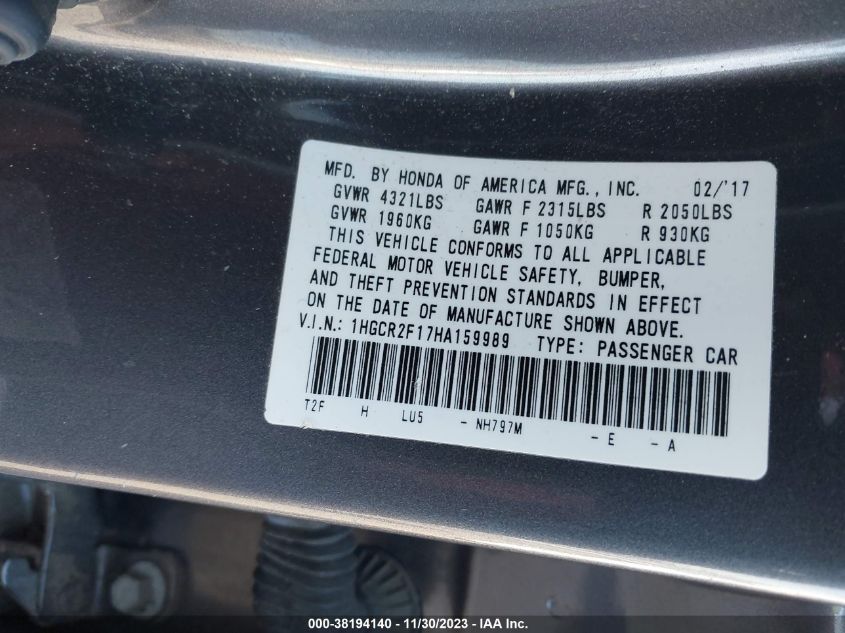 MFD. BY HONDA OF AMERICA MFG., INC. 02/'17
GVWR 4321LBS GAWR F 2315LBS R 2050LBS
GVWR 1960KG GAWR F 1050KG R 930KG
THIS VEHICLE CONFORMS TO ALL APPLICABLE
FEDERAL MOTOR VEHICLE SAFETY, BUMPER,
AND THEFT PREVENTION STANDARDS IN EFFECT
ON THE DATE OF MANUFACTURE SHOWN ABOVE.
V.I.N.: 1HGCR2F17HA159989 TYPE: PASSENGER CAR
T2F H LU5 - NH797M - E - A
000-38194140 - 11/30/2023 - IAA Inc.